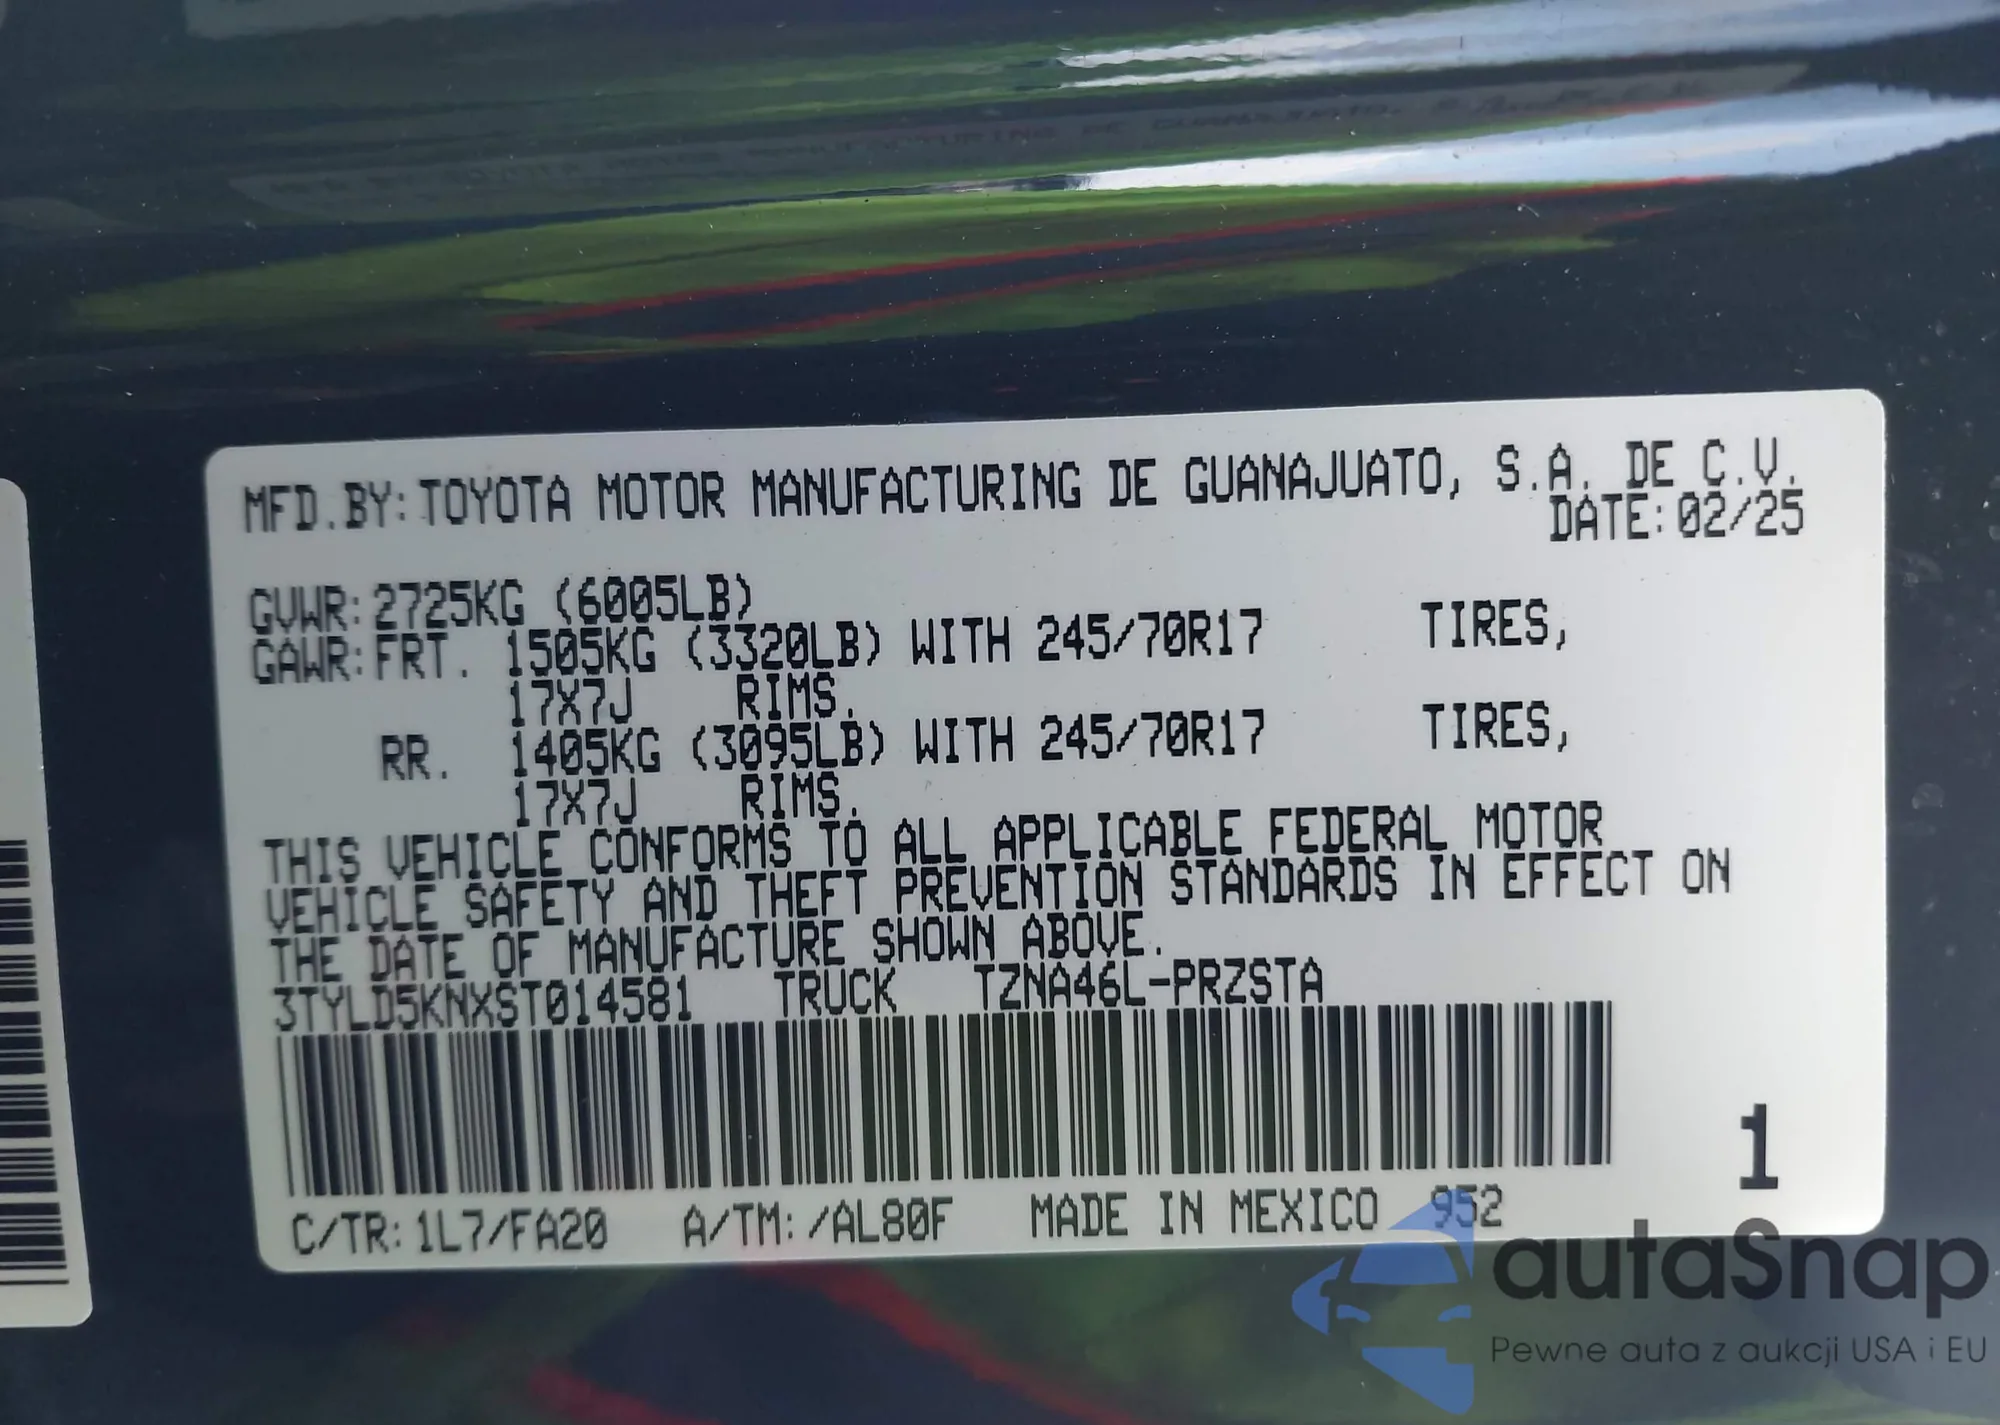 MFD.BY:TOYOTA MOTOR MANUFACTURING DE GUANAJUATO, S.A. DE C.V.
DATE:02/25
GVWR:2725KG (6005LB)
GAWR:FRT. 1505KG (3320LB) WITH 245/70R17 TIRES,
17X7J RIMS.
RR. 1405KG (3095LB) WITH 245/70R17 TIRES,
17X7J RIMS.
THIS VEHICLE CONFORMS TO ALL APPLICABLE FEDERAL MOTOR
VEHICLE SAFETY AND THEFT PREVENTION STANDARDS IN EFFECT ON
THE DATE OF MANUFACTURE SHOWN ABOVE.
3TYLD5KNXST014581 TRUCK TZNA46L-PRZSTA
1
C/TR:1L7/FA20 A/TM:/AL80F MADE IN MEXICO 952
autaSnap
Pewne auta z aukcji USA i EU